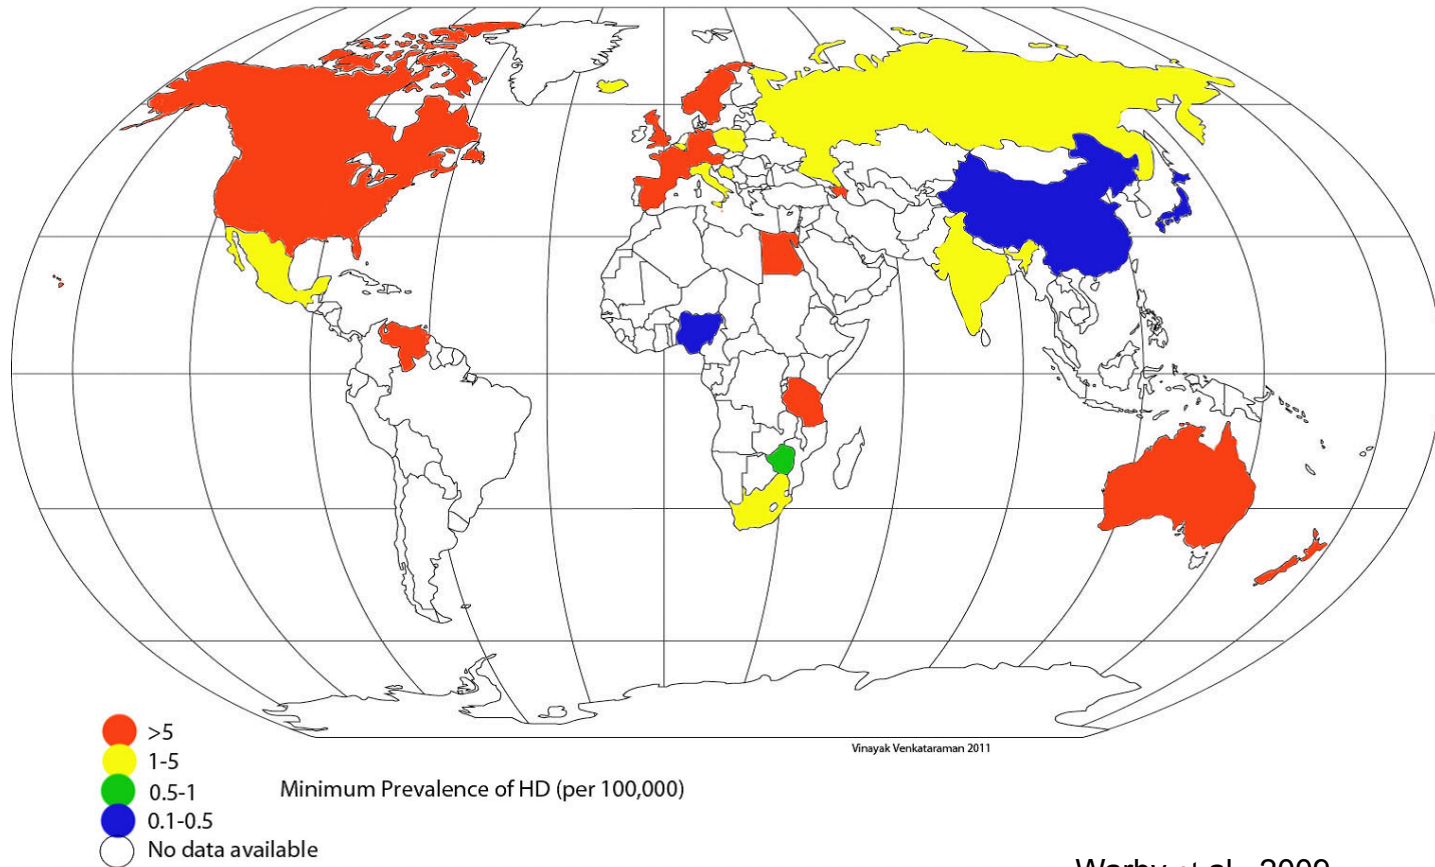 Vinayak Venkataraman 2011
>5
1-5
0.5-1
0.1-0.5
No data available
Minimum Prevalence of HD (per 100,000)